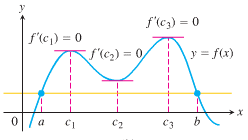 y
f'(c₃) = 0
f'(c₁) = 0
f'(c₂) = 0
y = f(x)
0
a
c₁
c₂
c₃
b
x